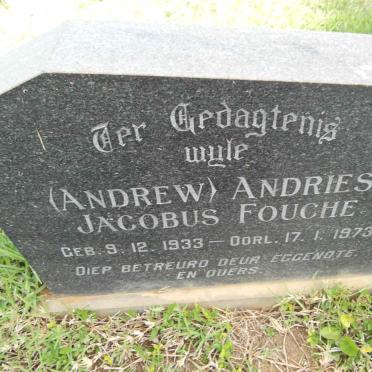 Ter Gedagtenis
wyle
(ANDREW) ANDRIES
JACOBUS FOUCHE
GEB. 9. 12. 1933 — OORL. 17. 1. 1973
DIEP BETREURD DEUR EGGENOTE
EN OUERS.